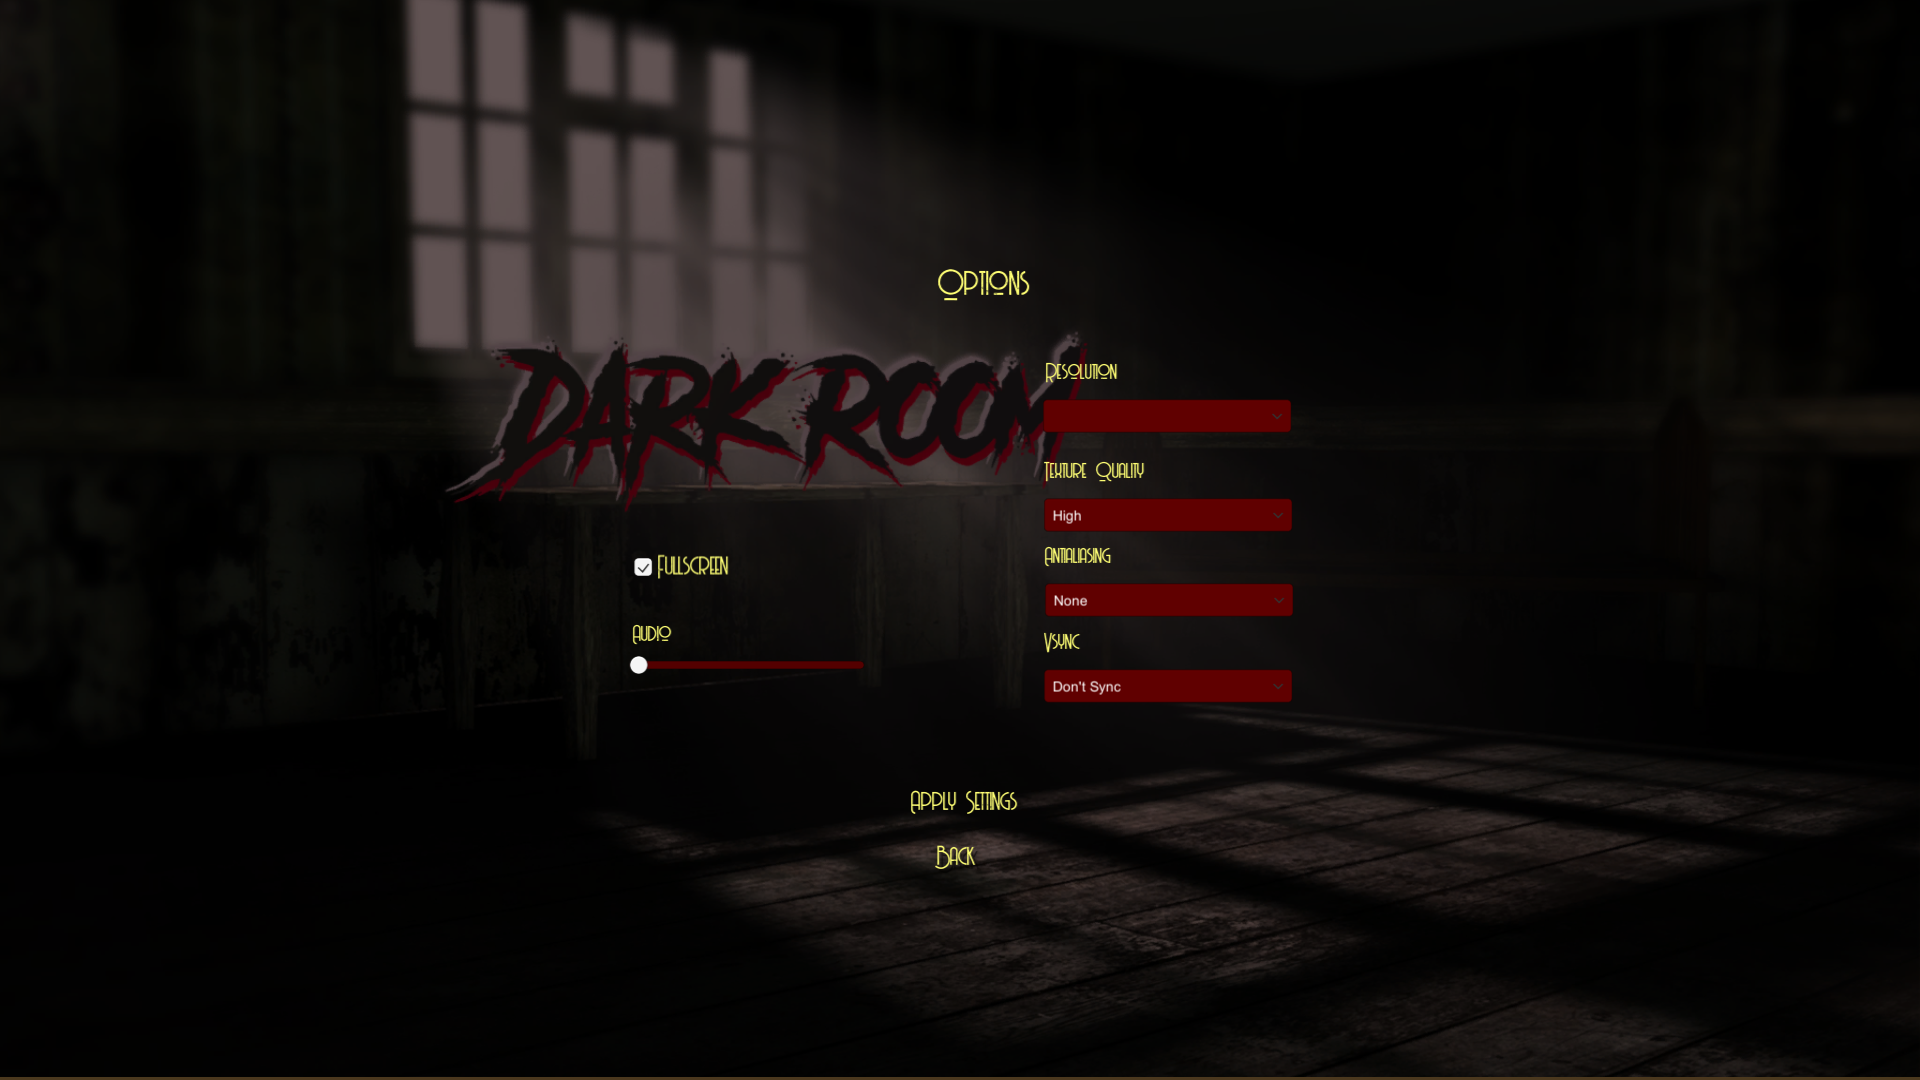 Options
DARK ROOM
Resolution
Texture Quality
High
Fullscreen
Antialiasing
None
Audio
Vsync
Don't Sync
Apply Settings
Back